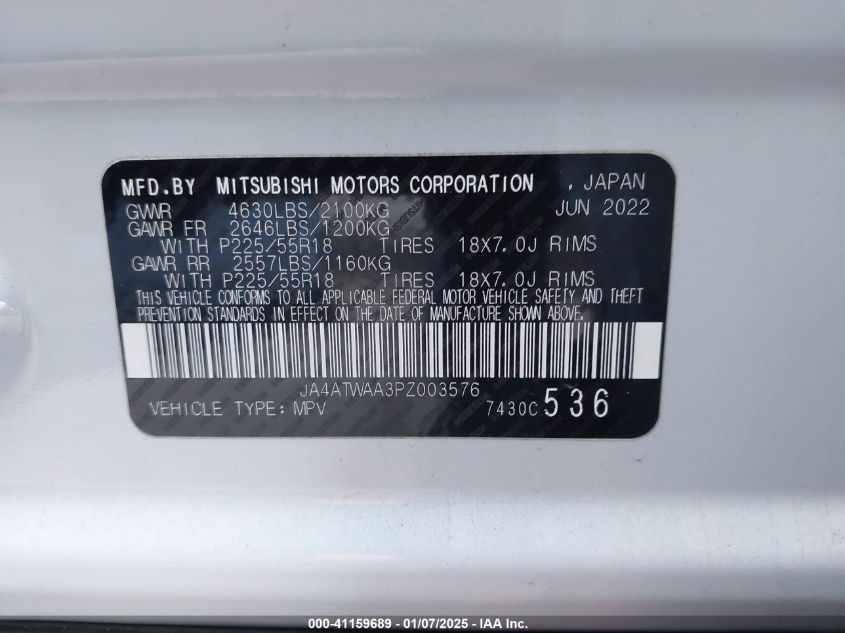 MFD.BY MITSUBISHI MOTORS CORPORATION , JAPAN
GVWR 4630LBS/2100KG JUN 2022
GAWR FR 2646LBS/1200KG
WITH P225/55R18 TIRES 18X7.0J RIMS
GAWR RR 2557LBS/1160KG
WITH P225/55R18 TIRES 18X7.0J RIMS
THIS VEHICLE CONFORMS TO ALL APPLICABLE FEDERAL MOTOR VEHICLE SAFETY AND THEFT
PREVENTION STANDARDS IN EFFECT ON THE DATE OF MANUFACTURE SHOWN ABOVE.
JA4ATWAA3PZ003576
VEHICLE TYPE: MPV 7430C 536
000-41159689 - 01/07/2025 - IAA Inc.